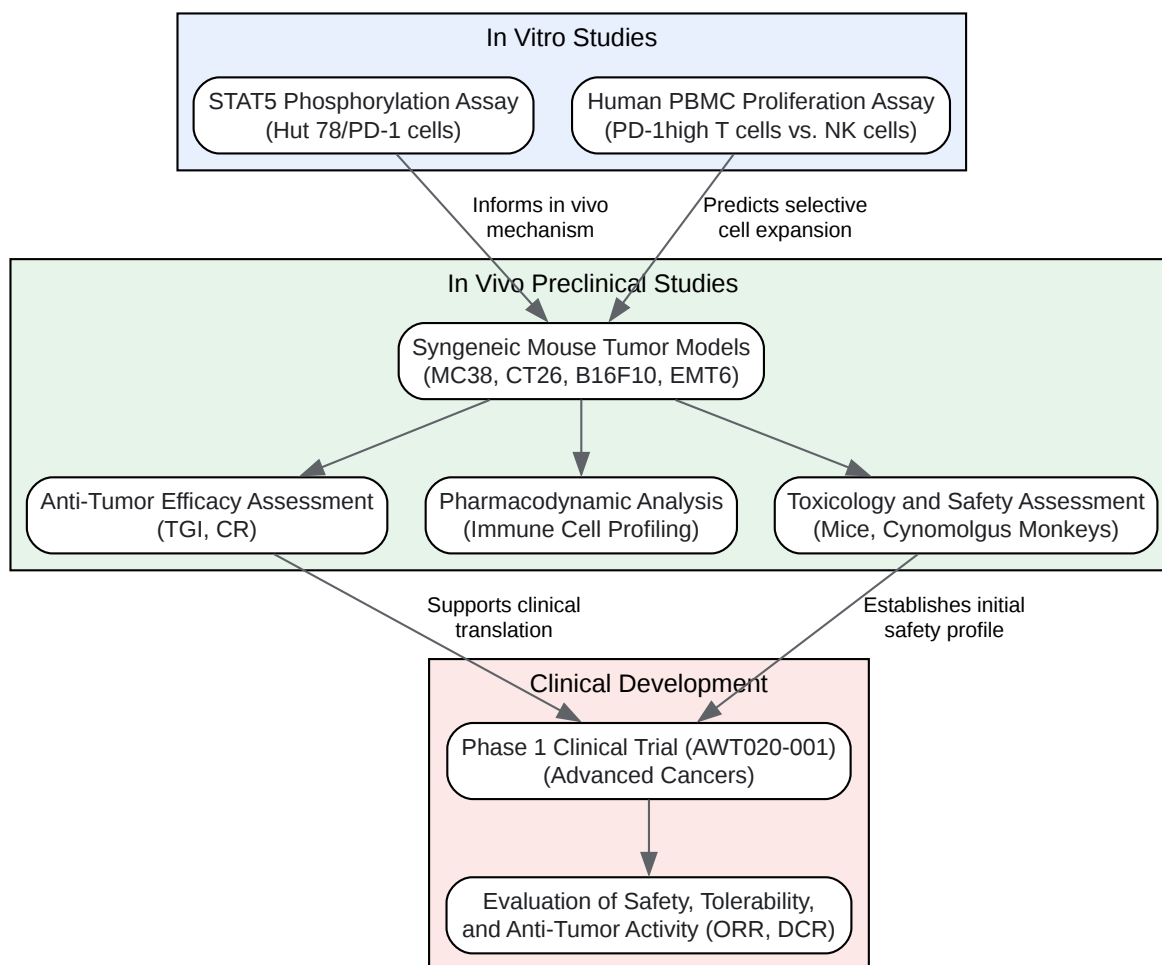 In Vitro Studies
STAT5 Phosphorylation Assay
(Hut 78/PD-1 cells)
Human PBMC Proliferation Assay
(PD-1high T cells vs. NK cells)
Informs in vivo
mechanism
Predicts selective
cell expansion
In Vivo Preclinical Studies
Syngeneic Mouse Tumor Models
(MC38, CT26, B16F10, EMT6)
Anti-Tumor Efficacy Assessment
(TGI, CR)
Pharmacodynamic Analysis
(Immune Cell Profiling)
Toxicology and Safety Assessment
(Mice, Cynomolgus Monkeys)
Supports clinical
translation
Establishes initial
safety profile
Clinical Development
Phase 1 Clinical Trial (AWT020-001)
(Advanced Cancers)
Evaluation of Safety, Tolerability,
and Anti-Tumor Activity (ORR, DCR)